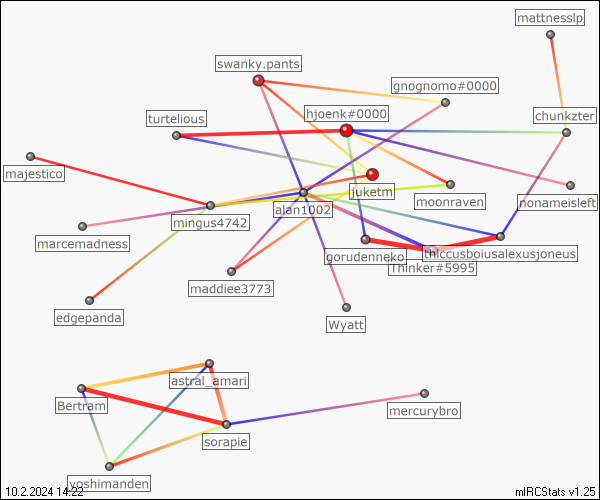 mattnesslp
swanky.pants
gnognomo#0000
hjoenk#0000
turtelious
chunkzter
majestico
juketm
moonraven
nonameisleft
alan1002
mingus4742
marcemadness
thiccusboiusalexusjoneus
gorudenneko
Thinker#5995
maddiee3773
edgepanda
Wyatt
astral_amari
Bertram
mercurybro
sorapie
yoshimanden
10.2.2024 14:22
mIRCStats v1.25